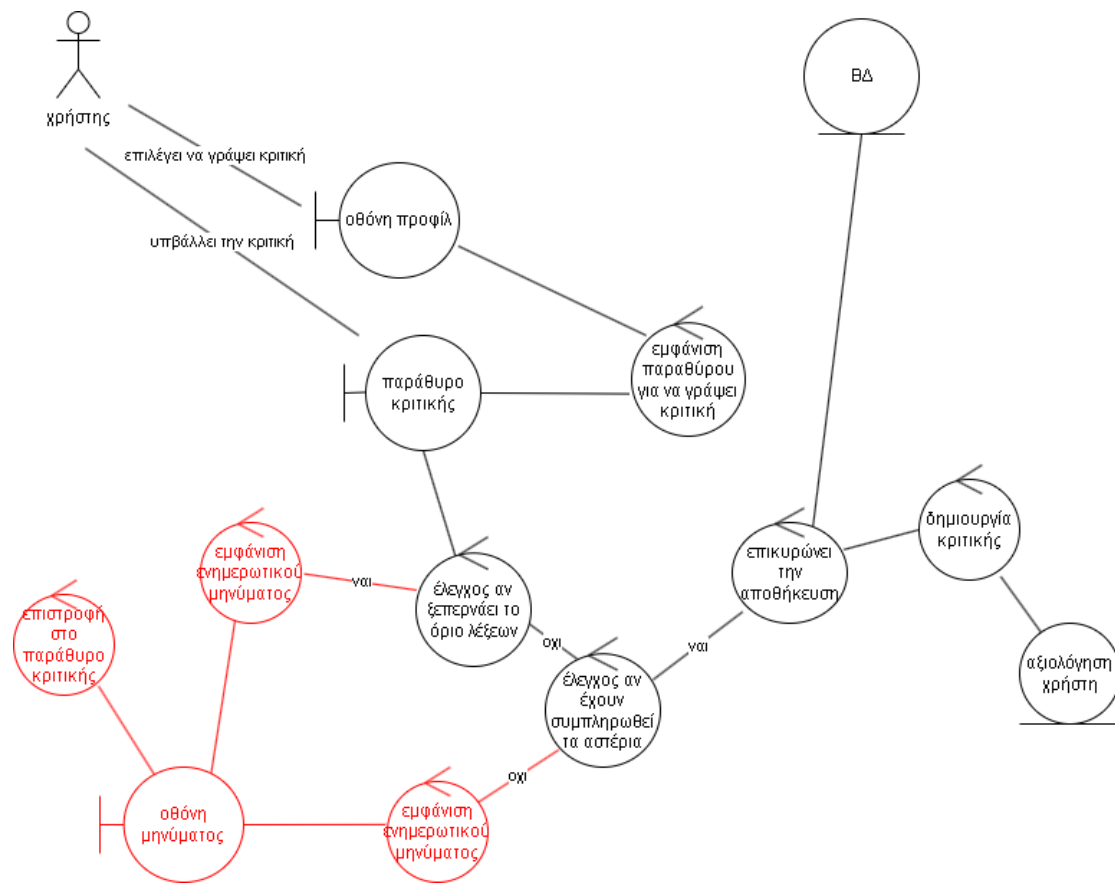 χρήστης
ΒΔ
επιλέγει να γράψει κριτική
οθόνη προφίλ
υπβάλλει την κριτική
εμφάνιση
παραθύρου
για να γράψει
κριτική
παράθυρο
κριτικής
δημιουργία
κριτικής
εμφάνιση
ενημερωτικού
μηνύματος
ναι
έλεγχος αν
ξεπερνάει το
όριο λέξεων
επικυρώνει
την
αποθήκευση
επιστροφή
στο
παράθυρο
κριτικής
οχι
ναι
έλεγχος αν
έχουν
συμπληρωθεί
τα αστέρια
αξιολόγηση
χρήστη
οχι
οθόνη
μηνύματος
εμφάνιση
ενημερωτικού
μηνύματος